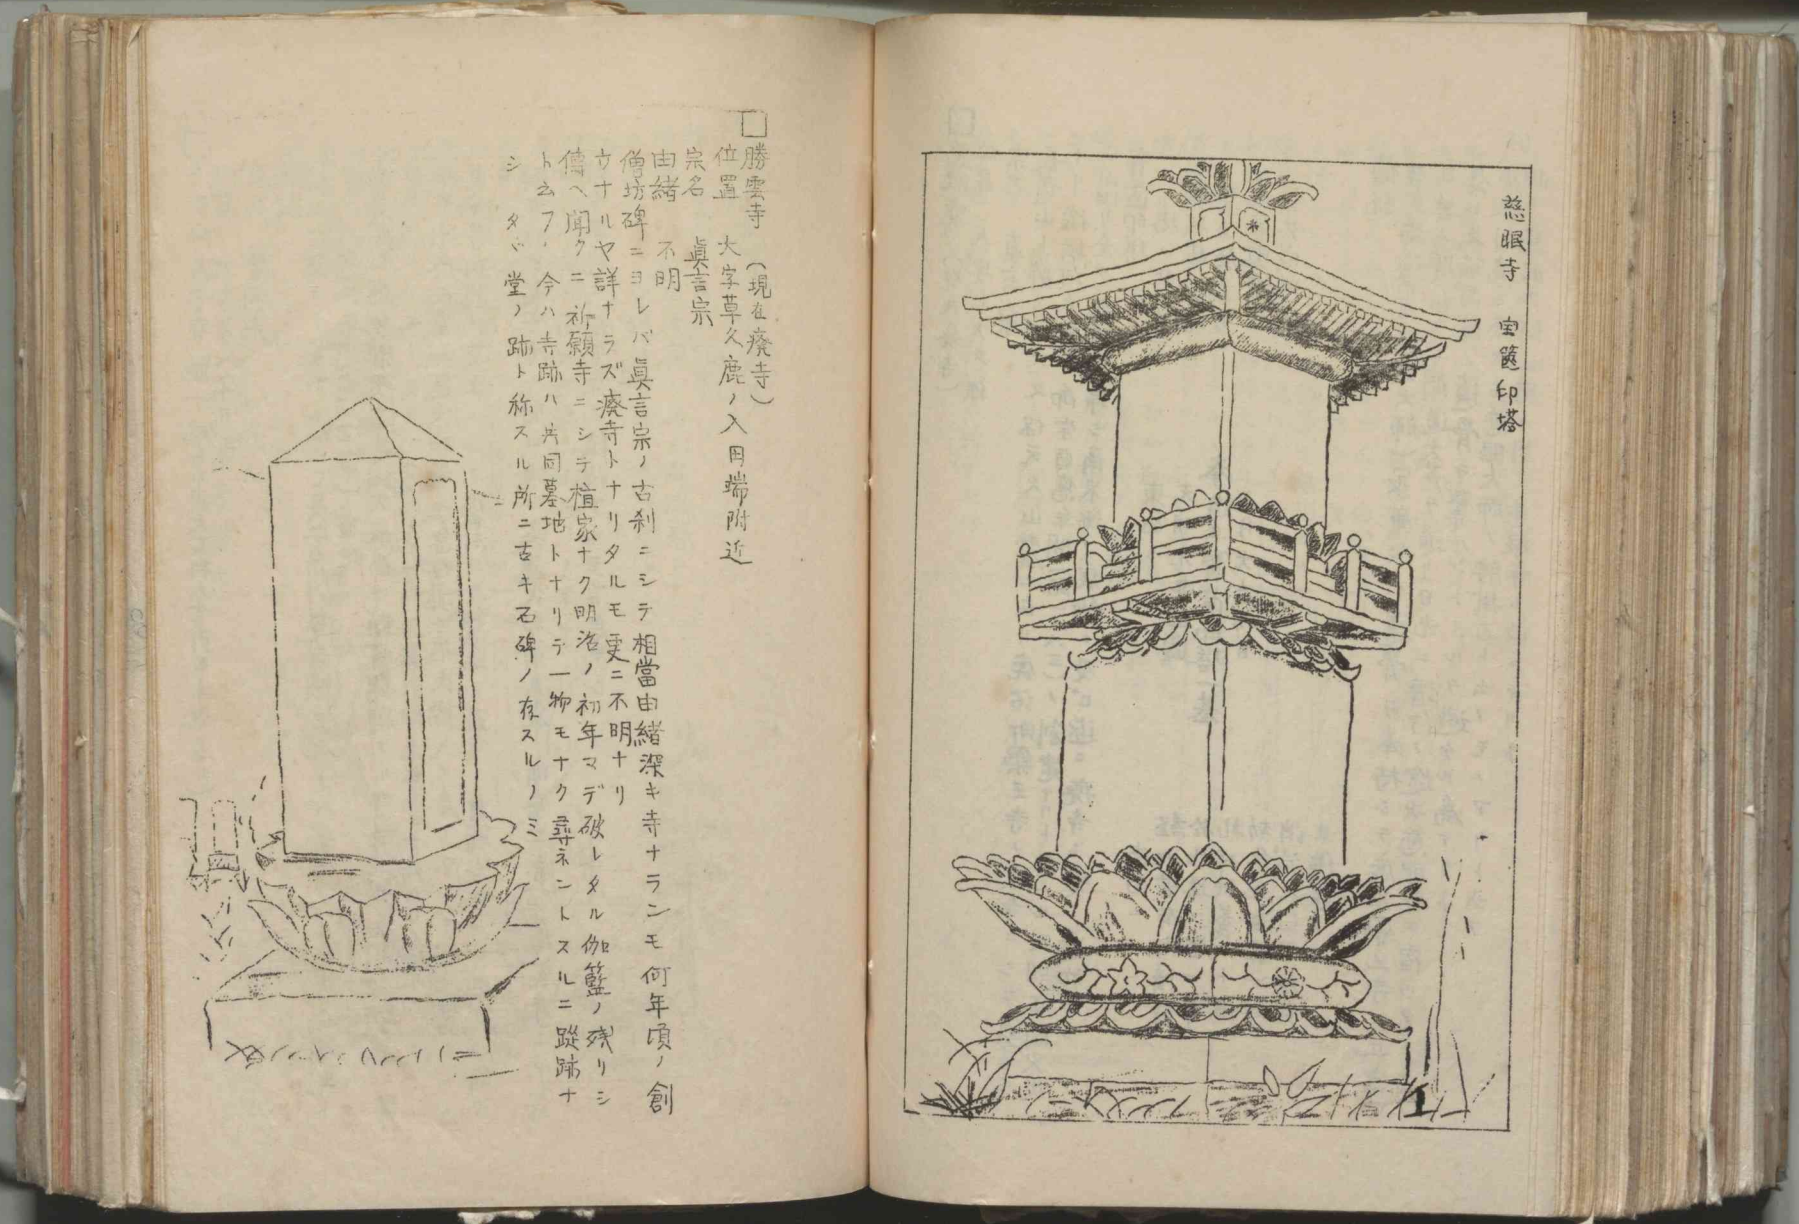 慈眠寺　宝篋印塔
□勝雲寺（現在癈寺）
位置　大字草久鹿ノ入田端附近
宗名　眞言宗
由緒　不明
僧坊碑ニヨレバ眞言宗ノ古刹ニシテ相當由緒深キ寺ナランモ何年頃ノ創
立ナルヤ詳ナラズ癈寺トナリタルモ更ニ不明ナリ
傳ヘ聞クニ祈願寺ニシテ檀家ナク明治ノ初年マデ破レタル伽籃ノ残リシ
ト云フ、今ハ寺跡ハ共同墓地トナリテ一物モナク尋ネントスルニ蹤跡ナ
シ　タヾ堂ノ跡ト称スル所ニ古キ石碑ノ存スルノミ